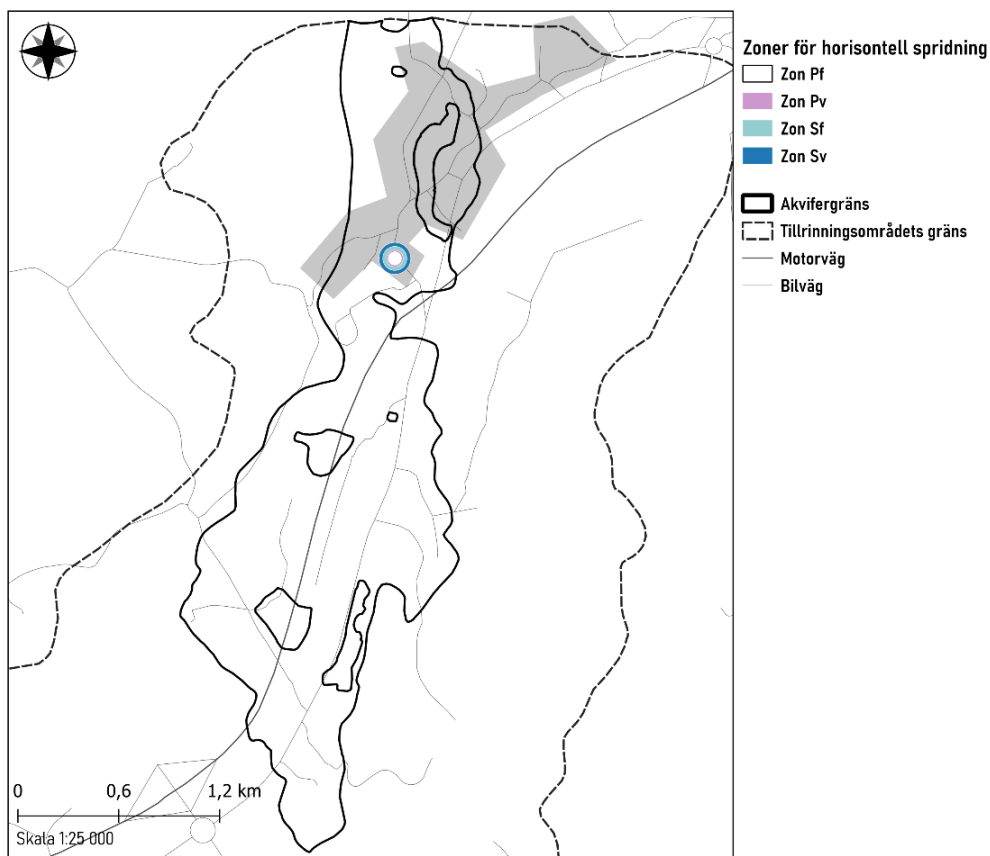 Zoner för horisontell spridning
Zon Pf
Zon Pv
Zon Sf
Zon Sv
Akvifergräns
Tillrinningsområdets gräns
Motorväg
Bilväg
0 0,6 1,2 km
Skala 1:25 000